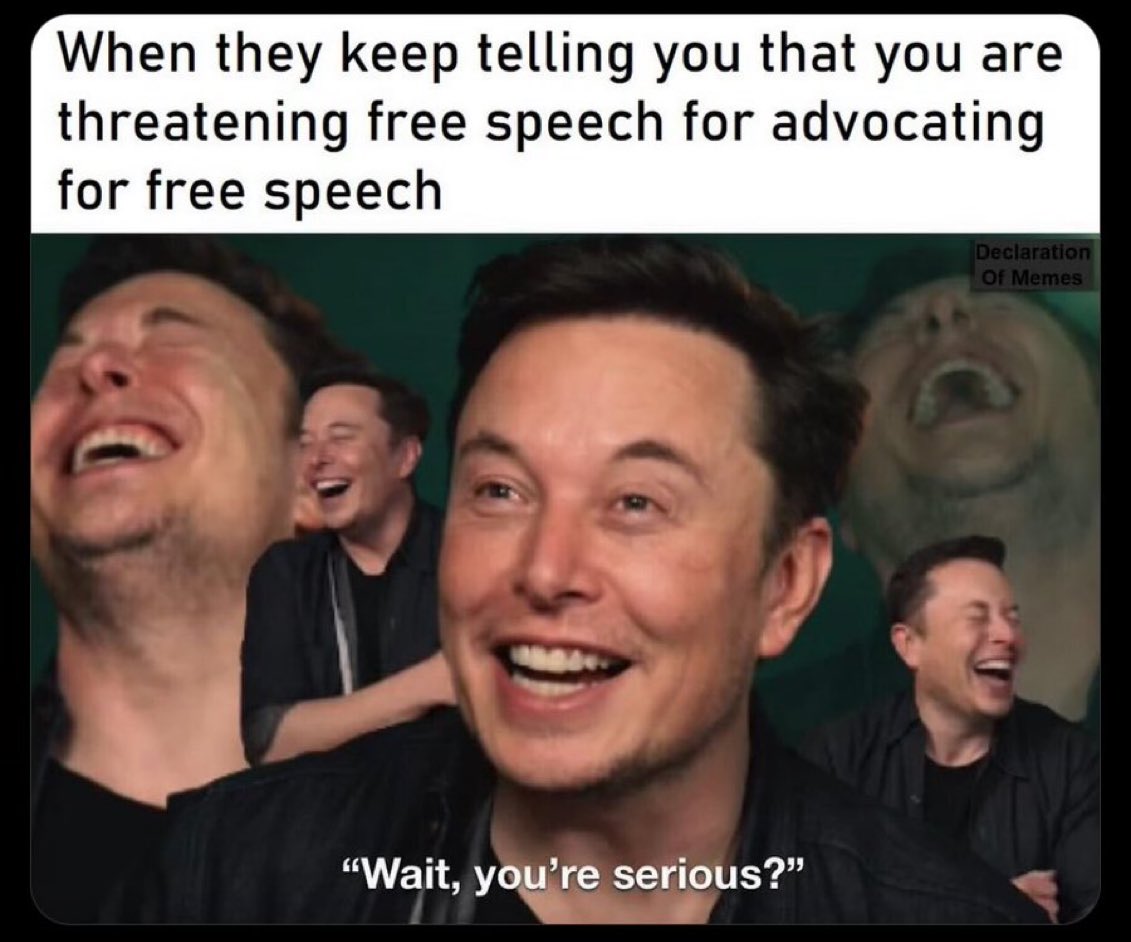 When they keep telling you that you are
threatening free speech for advocating
for free speech
Declaration
Of Memes
“Wait, you’re serious?”